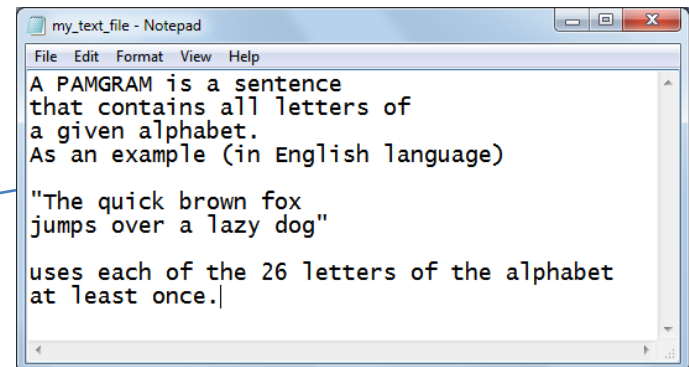 my_text_file - Notepad
File Edit Format View Help
A PAMGRAM is a sentence
that contains all letters of
a given alphabet.
As an example (in English language)
"The quick brown fox
jumps over a lazy dog"
uses each of the 26 letters of the alphabet
at least once.